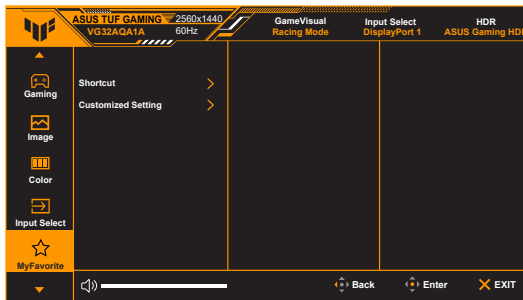 ASUS TUF GAMING 2560x1440 GameVisual Input Select HDR
VG32AQA1A 60Hz Racing Mode DisplayPort 1 ASUS Gaming HD
Gaming
Shortcut
Customized Setting
Image
Color
Input Select
MyFavorite
Back Enter EXIT